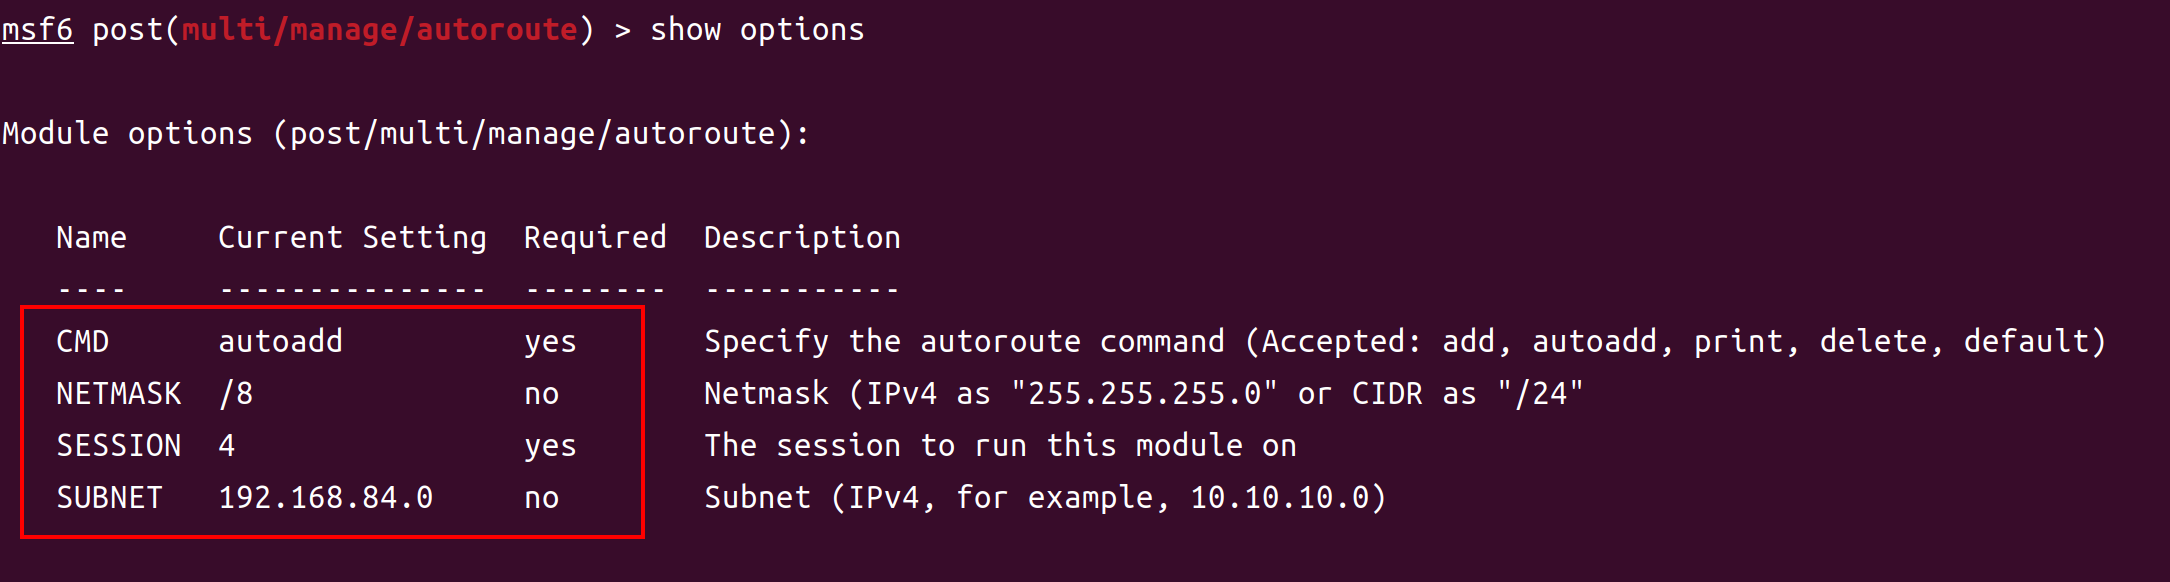 msf6 post(multi/manage/autoroute) > show options
Module options (post/multi/manage/autoroute):
Name Current Setting Required Description
---- --------------- -------- -----------
CMD autoadd yes Specify the autoroute command (Accepted: add, autoadd, print, delete, default)
NETMASK /8 no Netmask (IPv4 as "255.255.255.0" or CIDR as "/24"
SESSION 4 yes The session to run this module on
SUBNET 192.168.84.0 no Subnet (IPv4, for example, 10.10.10.0)